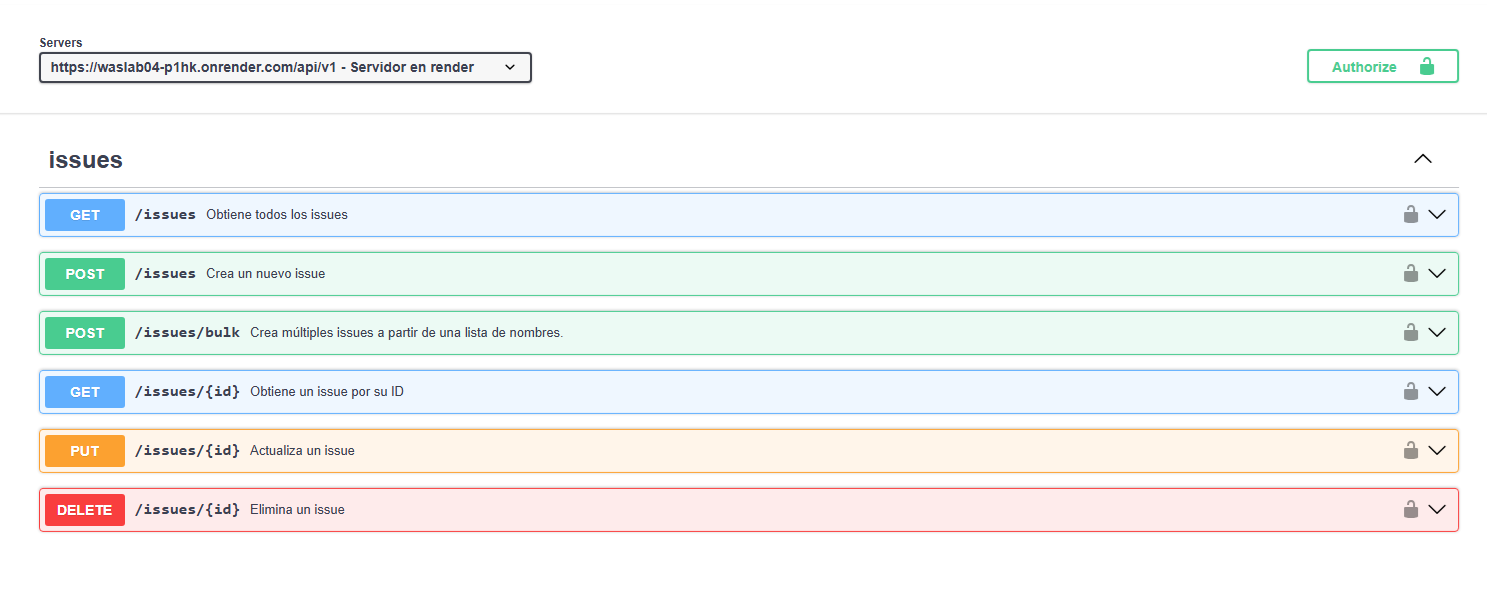 Servers
https://waslab04-p1hk.onrender.com/api/v1 - Servidor en render
Authorize
issues
GET /issues Obtiene todos los issues
POST /issues Crea un nuevo issue
POST /issues/bulk Crea múltiples issues a partir de una lista de nombres.
GET /issues/{id} Obtiene un issue por su ID
PUT /issues/{id} Actualiza un issue
DELETE /issues/{id} Elimina un issue